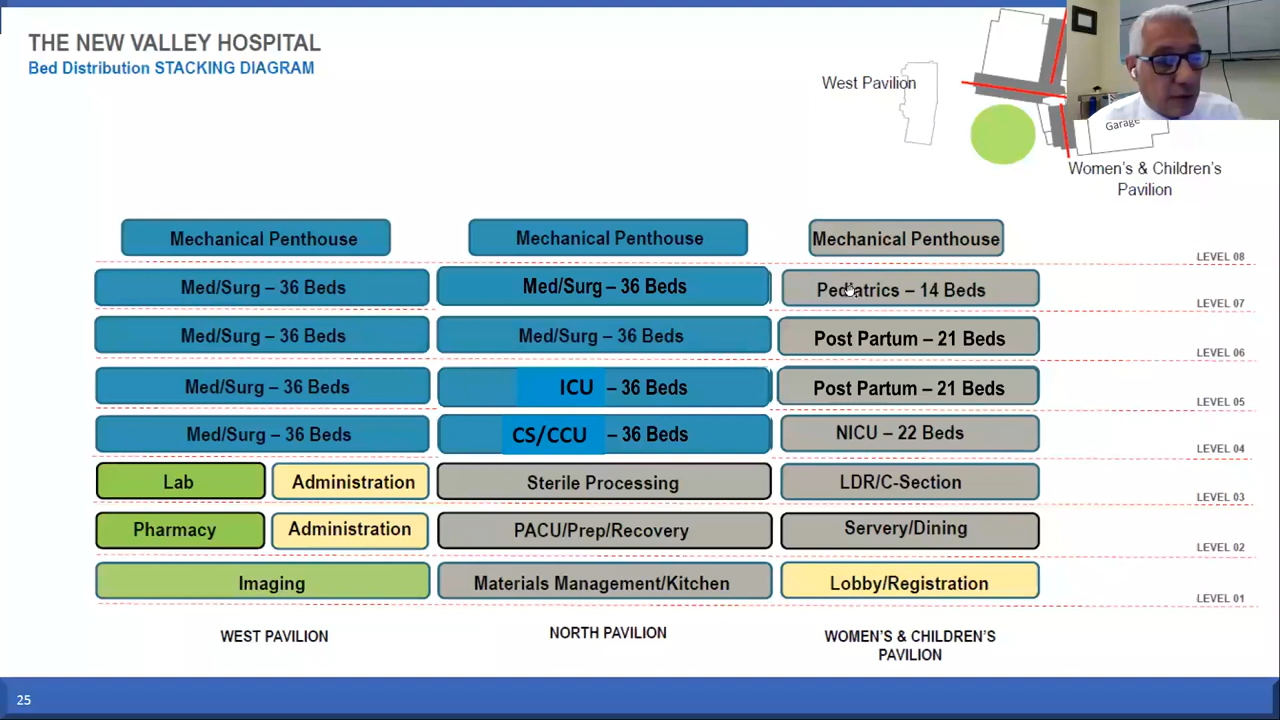 THE NEW VALLEY HOSPITAL
Bed Distribution STACKING DIAGRAM
West Pavilion
Garage
Women's & Children's
Pavilion
Mechanical Penthouse
Mechanical Penthouse
Mechanical Penthouse
LEVEL 08
Med/Surg – 36 Beds
Med/Surg – 36 Beds
Pediatrics – 14 Beds
LEVEL 07
Med/Surg – 36 Beds
Med/Surg – 36 Beds
Post Partum – 21 Beds
LEVEL 06
Med/Surg – 36 Beds
ICU – 36 Beds
Post Partum – 21 Beds
LEVEL 05
Med/Surg – 36 Beds
CS/CCU – 36 Beds
NICU – 22 Beds
LEVEL 04
Lab
Administration
Sterile Processing
LDR/C-Section
LEVEL 03
Pharmacy
Administration
PACU/Prep/Recovery
Servery/Dining
LEVEL 02
Imaging
Materials Management/Kitchen
Lobby/Registration
LEVEL 01
WEST PAVILION
NORTH PAVILION
WOMEN'S & CHILDREN'S
PAVILION
25